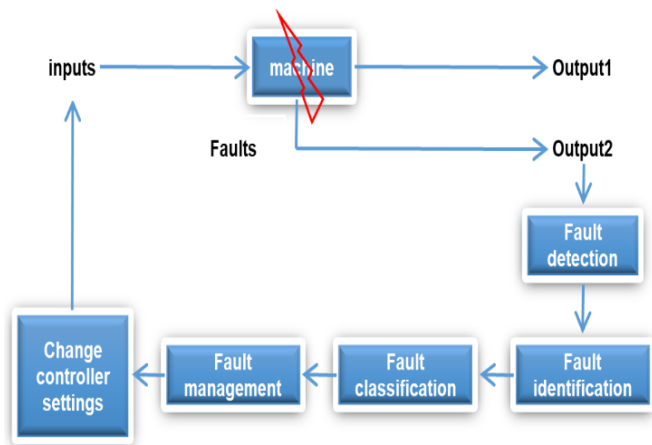 inputs
machine
Output1
Faults
Output2
Fault
detection
Fault
identification
Fault
classification
Fault
management
Change
controller
settings